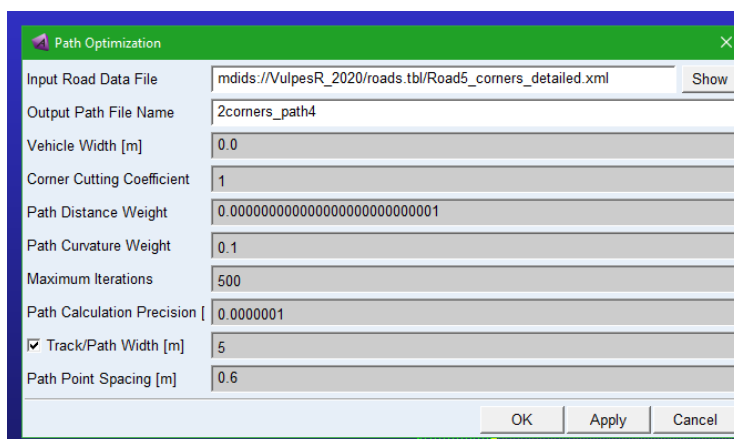 Path Optimization
Input Road Data File mdids://VulpesR_2020/roads.tbl/Road5_corners_detailed.xml Show
Output Path File Name 2corners_path4
Vehicle Width [m] 0.0
Corner Cutting Coefficient 1
Path Distance Weight 0.000000000000000000000000001
Path Curvature Weight 0.1
Maximum Iterations 500
Path Calculation Precision [ 0.0000001
Track/Path Width [m] 5
Path Point Spacing [m] 0.6
OK Apply Cancel